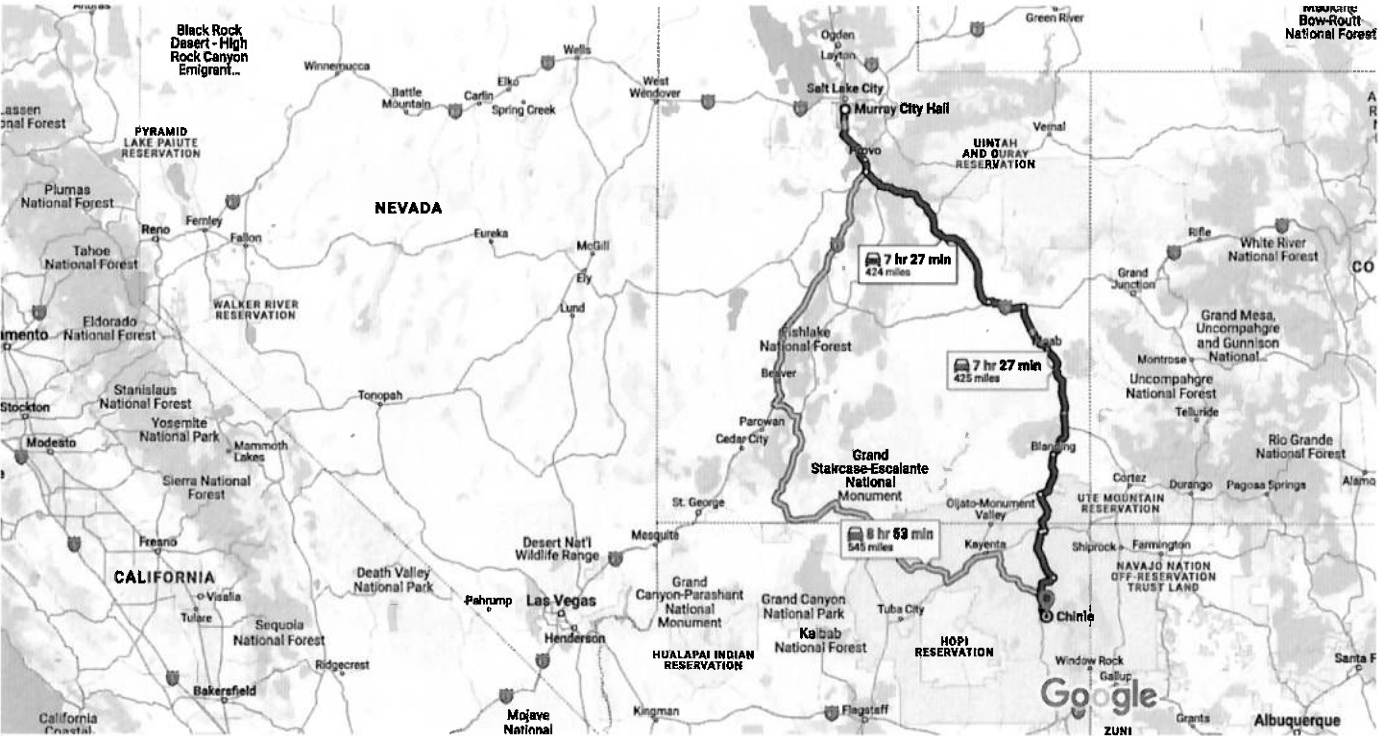 Black Rock
Desert - High
Rock Canyon
Emigrant...
Winnemucca
Battle
Mountain
Carlin
Elko
Spring Creek
Wells
West
Wendover
Ogden
Layton
Salt Lake City
Murray City Hall
Provo
Green River
Medicine
Bow-Routt
National Forest
Vernal
UINTAH
AND OURAY
RESERVATION
Lassen
onal Forest
PYRAMID
LAKE PAIUTE
RESERVATION
Plumas
National Forest
NEVADA
Reno
Fernley
Fallon
Eureka
McGill
Ely
Lund
Tahoe
National Forest
WALKER RIVER
RESERVATION
Eldorado
National Forest
amento
7 hr 27 min
424 miles
Rifle
White River
National Forest
CO
Grand
Junction
Grand Mesa,
Uncompahgre
and Gunnison
National...
Fishlake
National Forest
Moab
7 hr 27 min
425 miles
Montrose
Uncompahgre
National Forest
Telluride
Beaver
Stanislaus
National Forest
Stockton
Yosemite
National Park
Modesto
Mammoth
Lakes
Tonopah
Parowan
Cedar City
Blanding
Rio Grande
National Forest
Sierra National
Forest
Grand
Staircase-Escalante
National
Monument
Cortez
Durango
Pagosa Springs
Alamo
UTE MOUNTAIN
RESERVATION
Oljato-Monument
Valley
St. George
Mesquite
Desert Nat'l
Wildlife Range
8 hr 53 min
545 miles
Kayenta
Shiprock
Farmington
NAVAJO NATION
OFF-RESERVATION
TRUST LAND
Fresno
CALIFORNIA
Visalia
Tulare
Death Valley
National Park
Pahrump
Las Vegas
Henderson
Grand
Canyon-Parashant
National
Monument
Grand Canyon
National Park
Kaibab
National Forest
Tuba City
Chinle
Sequoia
National Forest
HUALAPAI INDIAN
RESERVATION
HOPI
RESERVATION
Window Rock
Gallup
Santa F
Ridgecrest
Bakersfield
California
Coastal
Mojave
National
Kingman
Flagstaff
Google
ZUNI
Grants
Albuquerque